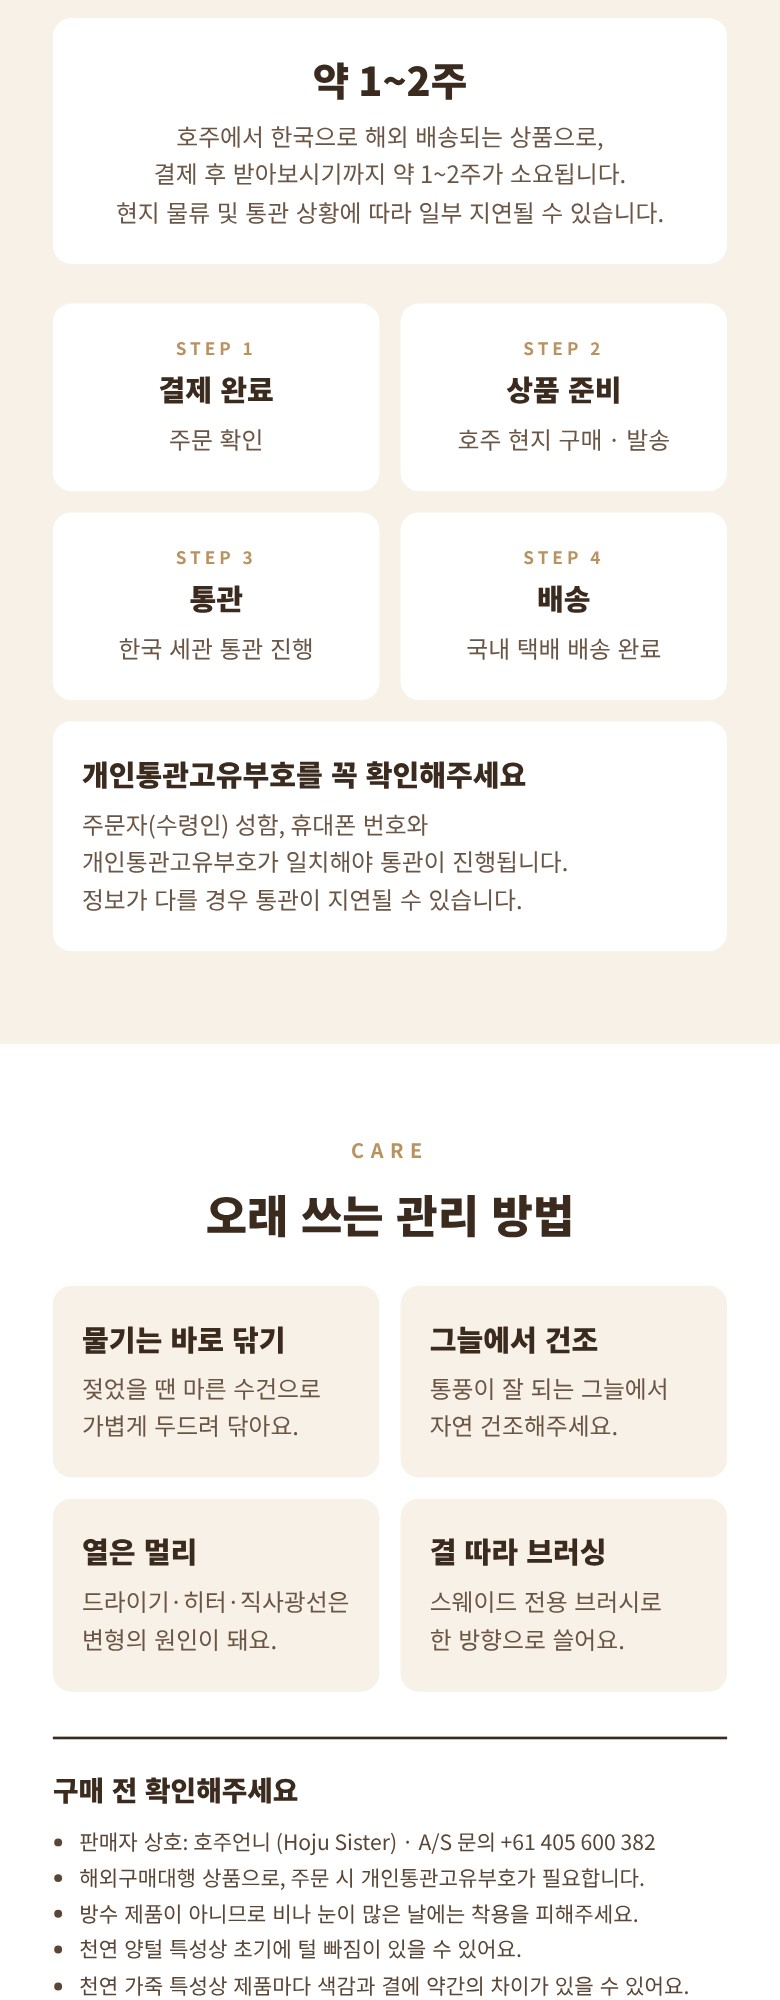 약 1~2주
호주에서 한국으로 해외 배송되는 상품으로,
결제 후 받아보시기까지 약 1~2주가 소요됩니다.
현지 물류 및 통관 상황에 따라 일부 지연될 수 있습니다.
STEP 1
결제 완료
주문 확인
STEP 2
상품 준비
호주 현지 구매 · 발송
STEP 3
통관
한국 세관 통관 진행
STEP 4
배송
국내 택배 배송 완료
개인통관고유부호를 꼭 확인해주세요
주문자(수령인) 성함, 휴대폰 번호와
개인통관고유부호가 일치해야 통관이 진행됩니다.
정보가 다를 경우 통관이 지연될 수 있습니다.
CARE
오래 쓰는 관리 방법
물기는 바로 닦기
젖었을 땐 마른 수건으로
가볍게 두드려 닦아요.
그늘에서 건조
통풍이 잘 되는 그늘에서
자연 건조해주세요.
열은 멀리
드라이기·히터·직사광선은
변형의 원인이 돼요.
결 따라 브러싱
스웨이드 전용 브러시로
한 방향으로 쓸어요.
구매 전 확인해주세요
• 판매자 상호: 호주언니 (Hoju Sister) · A/S 문의 +61 405 600 382
• 해외구매대행 상품으로, 주문 시 개인통관고유부호가 필요합니다.
• 방수 제품이 아니므로 비나 눈이 많은 날에는 착용을 피해주세요.
• 천연 양털 특성상 초기에 털 빠짐이 있을 수 있어요.
• 천연 가죽 특성상 제품마다 색감과 결에 약간의 차이가 있을 수 있어요.